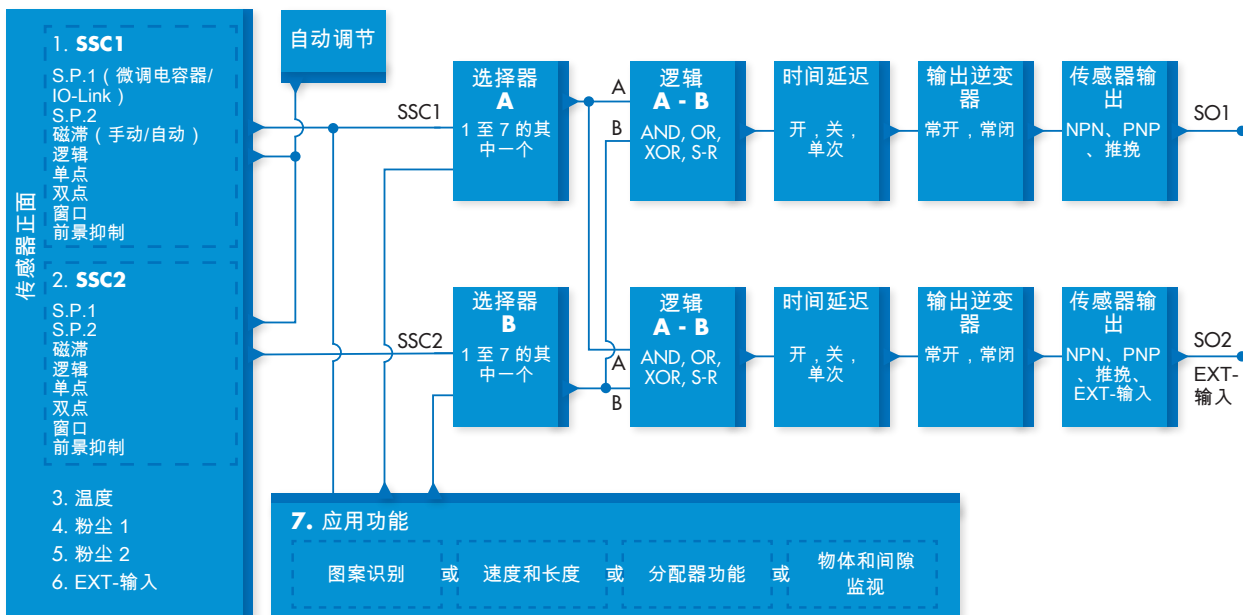 传感器正面
1. SSC1
S.P.1（微调电容器/
IO-Link）
S.P.2
磁滞（手动/自动）
逻辑
单点
双点
窗口
前景抑制
2. SSC2
S.P.1
S.P.2
磁滞
逻辑
单点
双点
窗口
前景抑制
3. 温度
4. 粉尘 1
5. 粉尘 2
6. EXT-输入
自动调节
SSC1
选择器
A
1 至 7 的其
中一个
A
B
逻辑
A - B
AND, OR,
XOR, S-R
时间延迟
开，关，
单次
输出逆变
器
常开，常闭
传感器输
出
NPN, PNP
、推挽
SO1
SSC2
选择器
B
1 至 7 的其
中一个
A
B
逻辑
A - B
AND, OR,
XOR, S-R
时间延迟
开，关，
单次
输出逆变
器
常开，常闭
传感器输
出
NPN, PNP
、推挽、
EXT-输入
SO2
EXT-
输入
7. 应用功能
图案识别
或
速度和长度
或
分配器功能
或
物体和间隙
监视